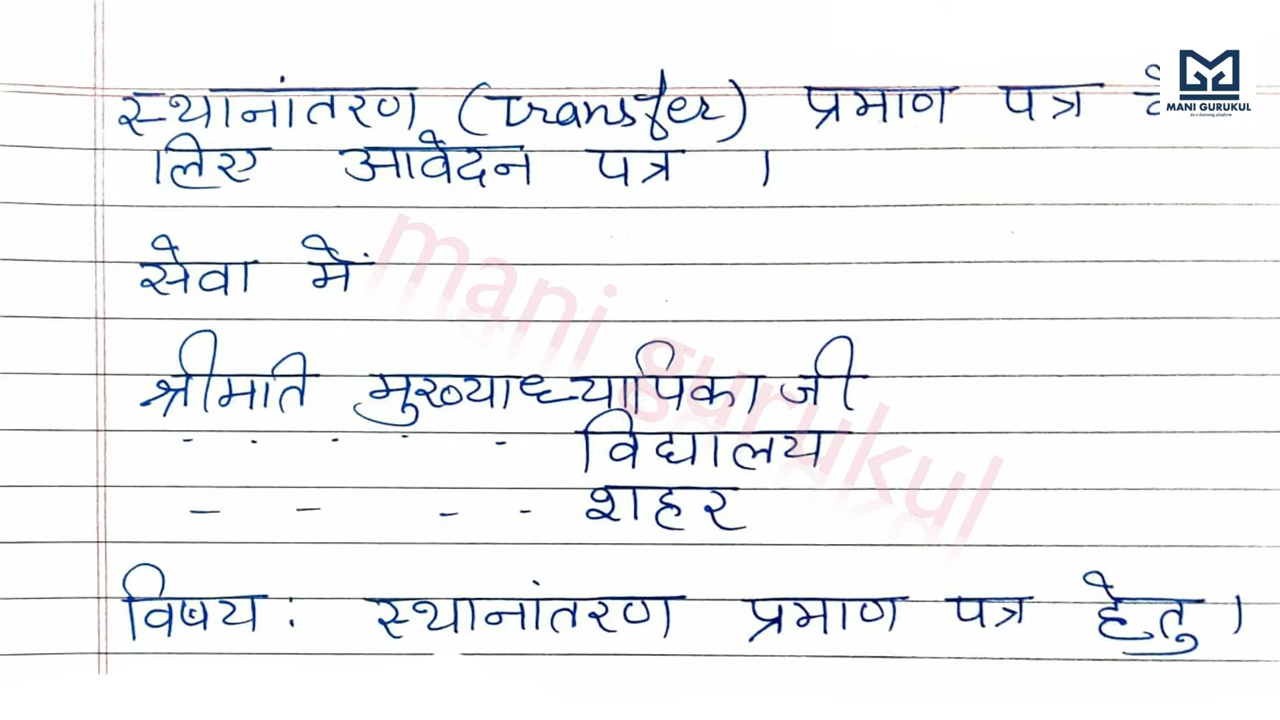 स्थानांतरण (Transfer) प्रमाण पत्र
MANI GURUKUL
लिए आवेदन पत्र ।
सेवा में
mani gurukul
श्रीमति मुख्याध्यापिका जी
- - - - - विद्यालय
- - - - शहर
विषय : स्थानांतरण प्रमाण पत्र हेतु ।